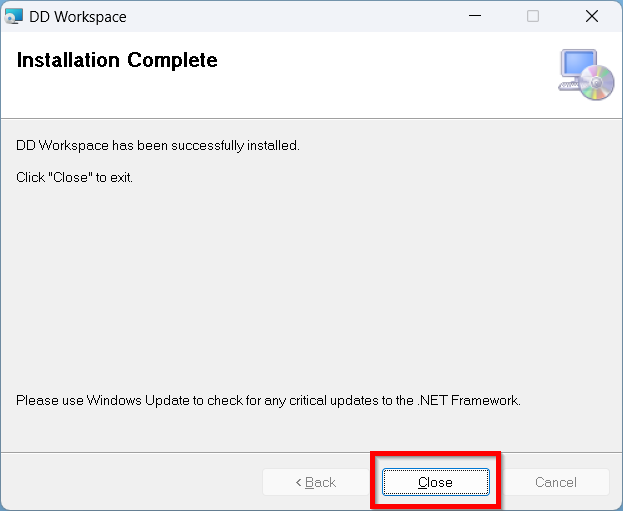 DD Workspace
Installation Complete
DD Workspace has been successfully installed.
Click "Close" to exit.
Please use Windows Update to check for any critical updates to the .NET Framework.
< Back
Close
Cancel